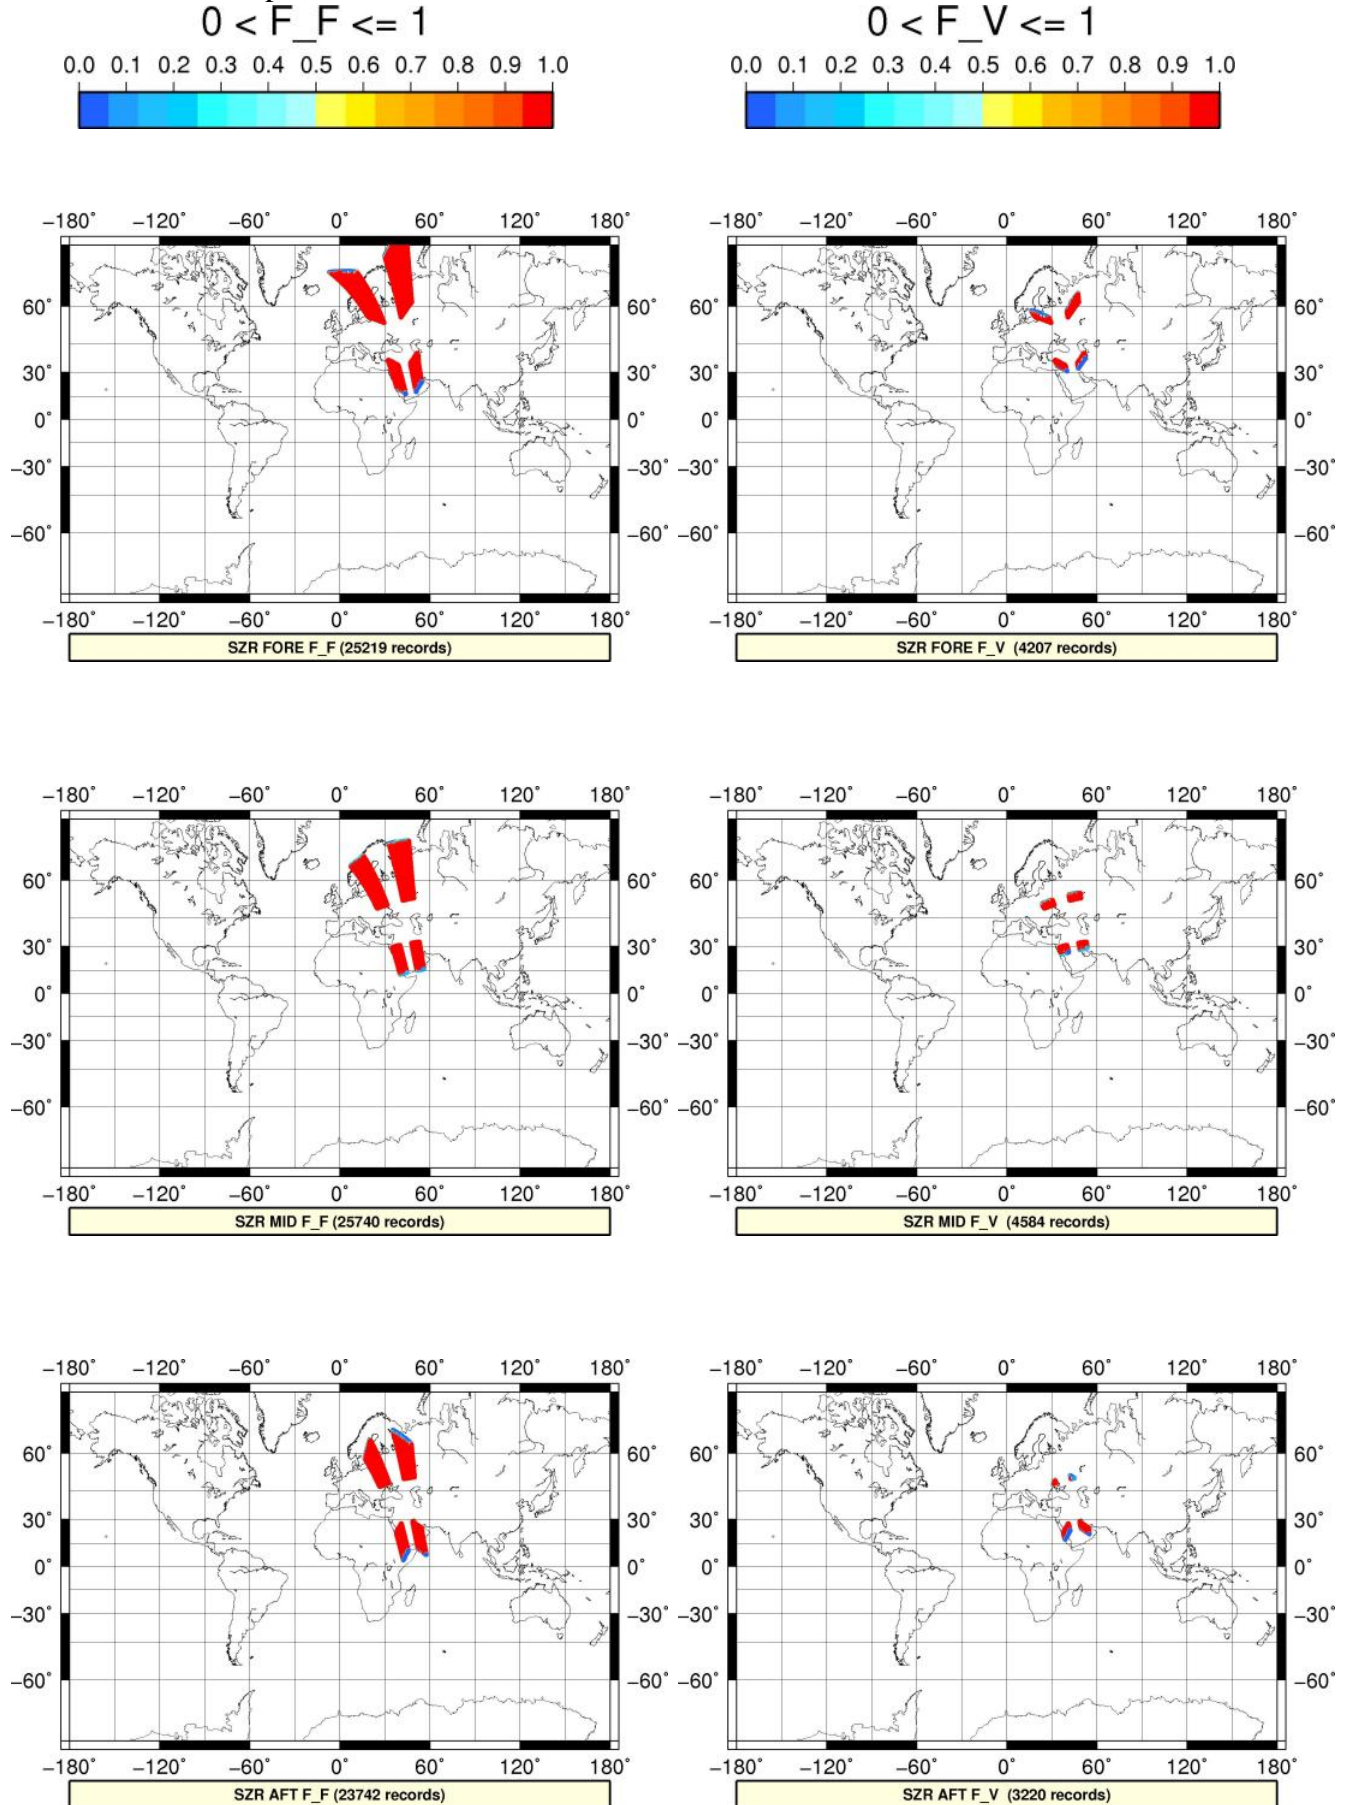 0 < F_F <= 1 0 < F_V <= 1
0.0 0.1 0.2 0.3 0.4 0.5 0.6 0.7 0.8 0.9 1.0 0.0 0.1 0.2 0.3 0.4 0.5 0.6 0.7 0.8 0.9 1.0
−180˚ −120˚ −60˚ 0˚ 60˚ 120˚ 180˚ −180˚ −120˚ −60˚ 0˚ 60˚ 120˚ 180˚
60˚ 60˚ 60˚ 60˚
30˚ 30˚ 30˚ 30˚
0˚ 0˚ 0˚ 0˚
−30˚ −30˚ −30˚ −30˚
−60˚ −60˚ −60˚ −60˚
−180˚ −120˚ −60˚ 0˚ 60˚ 120˚ 180˚ −180˚ −120˚ −60˚ 0˚ 60˚ 120˚ 180˚
SZR FORE F_F (25219 records) SZR FORE F_V (4207 records)
−180˚ −120˚ −60˚ 0˚ 60˚ 120˚ 180˚ −180˚ −120˚ −60˚ 0˚ 60˚ 120˚ 180˚
60˚ 60˚ 60˚ 60˚
30˚ 30˚ 30˚ 30˚
0˚ 0˚ 0˚ 0˚
−30˚ −30˚ −30˚ −30˚
−60˚ −60˚ −60˚ −60˚
−180˚ −120˚ −60˚ 0˚ 60˚ 120˚ 180˚ −180˚ −120˚ −60˚ 0˚ 60˚ 120˚ 180˚
SZR MID F_F (25740 records) SZR MID F_V (4584 records)
−180˚ −120˚ −60˚ 0˚ 60˚ 120˚ 180˚ −180˚ −120˚ −60˚ 0˚ 60˚ 120˚ 180˚
60˚ 60˚ 60˚ 60˚
30˚ 30˚ 30˚ 30˚
0˚ 0˚ 0˚ 0˚
−30˚ −30˚ −30˚ −30˚
−60˚ −60˚ −60˚ −60˚
−180˚ −120˚ −60˚ 0˚ 60˚ 120˚ 180˚ −180˚ −120˚ −60˚ 0˚ 60˚ 120˚ 180˚
SZR AFT F_F (23742 records) SZR AFT F_V (3220 records)